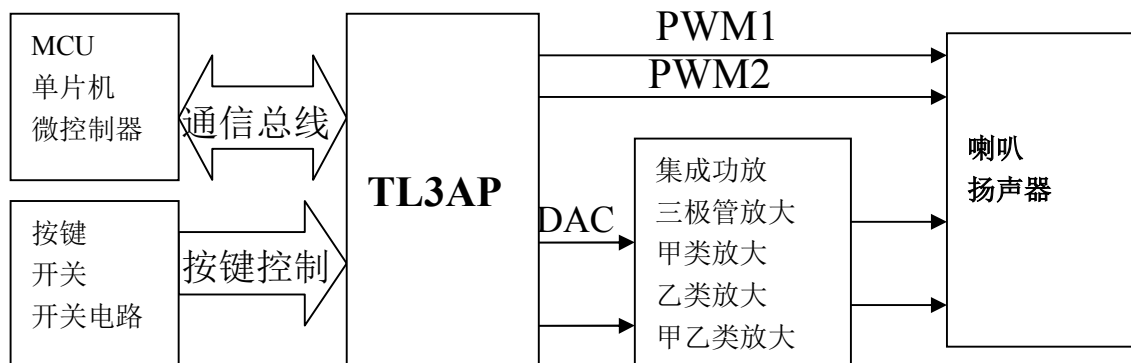 MCU
单片机
微控制器
通信总线
按键
开关
开关电路
按键控制
TL3AP
PWM1
PWM2
DAC
集成功放
三极管放大
甲类放大
乙类放大
甲乙类放大
喇叭
扬声器